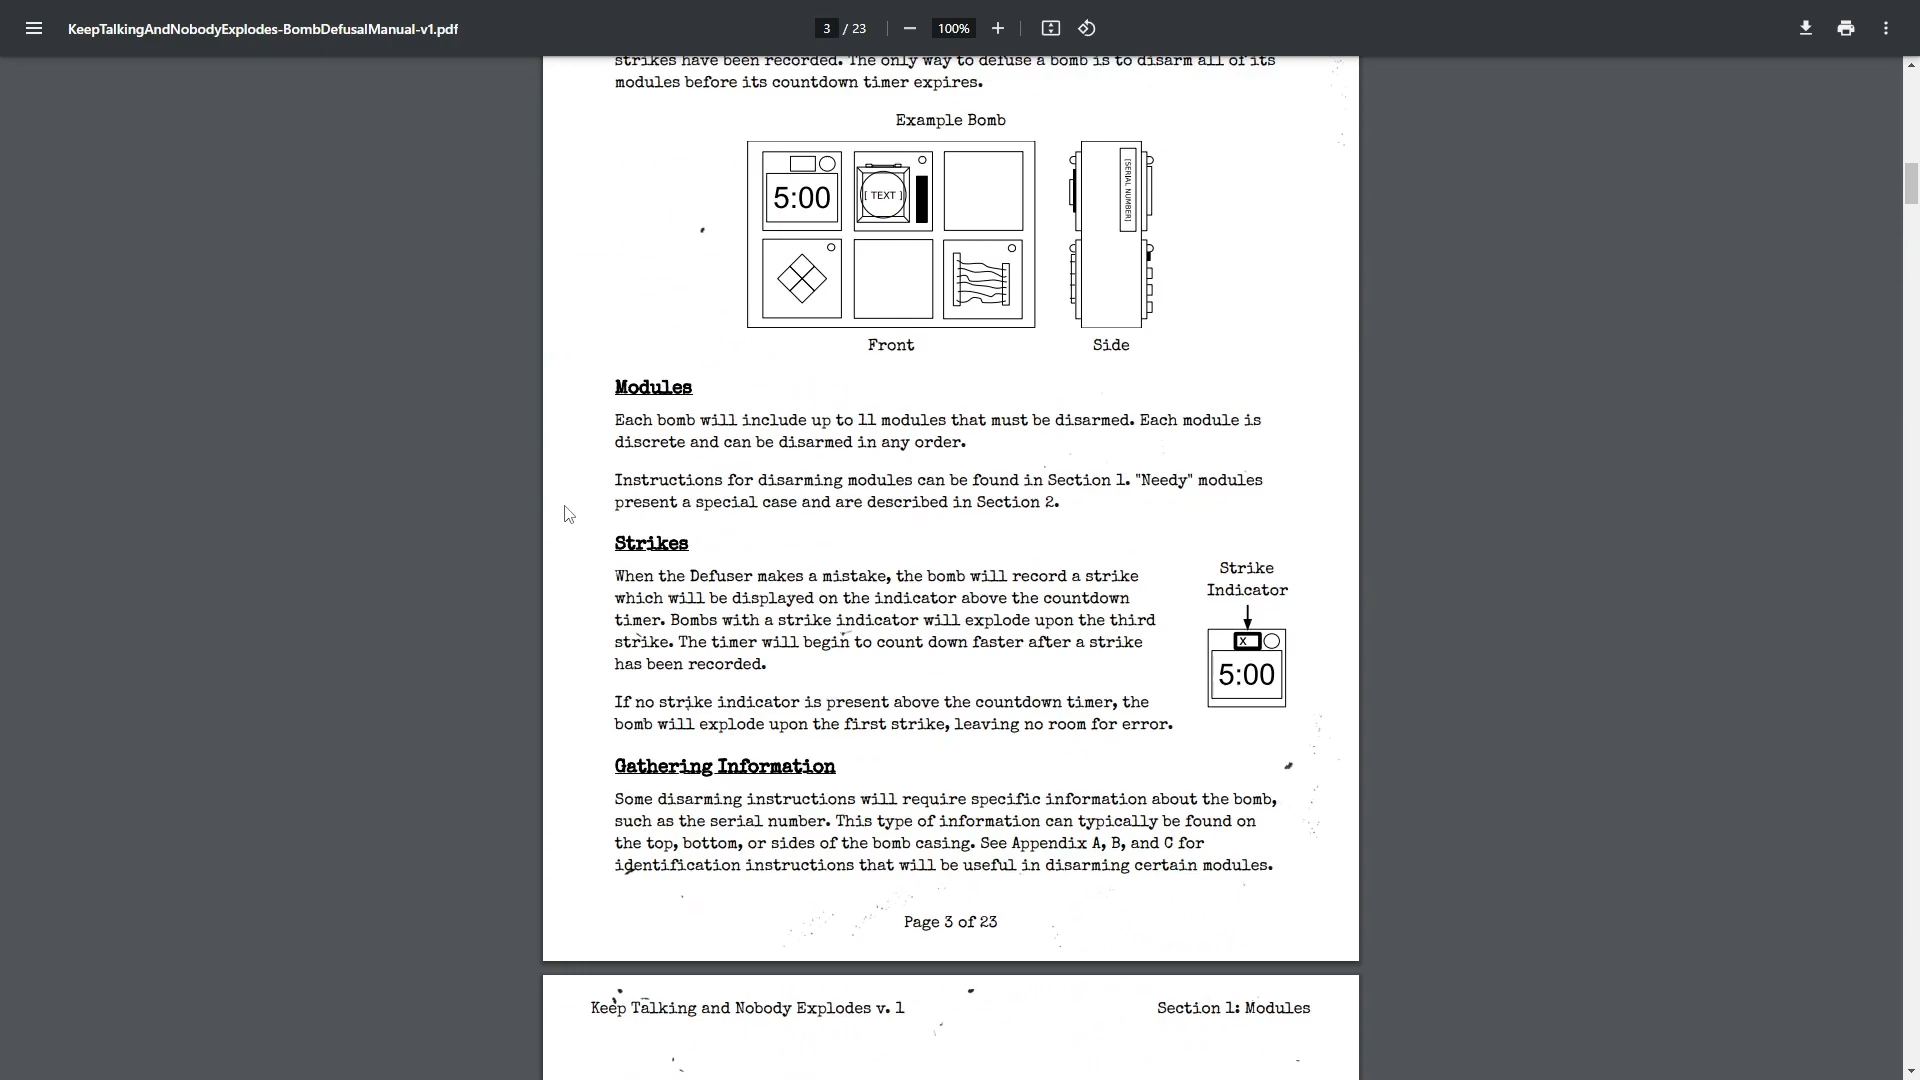 KeepTalkingAndNobodyExplodes-BombDefusalManual-v1.pdf
3 / 23
100%
strikes have been recorded. The only way to defuse a bomb is to disarm all of its
modules before its countdown timer expires.
Example Bomb
5:00
[ TEXT ]
[SERIAL NUMBER]
Front
Side
Modules
Each bomb will include up to 11 modules that must be disarmed. Each module is
discrete and can be disarmed in any order.
Instructions for disarming modules can be found in Section 1. "Needy" modules
present a special case and are described in Section 2.
Strikes
When the Defuser makes a mistake, the bomb will record a strike
which will be displayed on the indicator above the countdown
timer. Bombs with a strike indicator will explode upon the third
strike. The timer will begin to count down faster after a strike
has been recorded.
If no strike indicator is present above the countdown timer, the
bomb will explode upon the first strike, leaving no room for error.
Strike
Indicator
X
5:00
Gathering Information
Some disarming instructions will require specific information about the bomb,
such as the serial number. This type of information can typically be found on
the top, bottom, or sides of the bomb casing. See Appendix A, B, and C for
identification instructions that will be useful in disarming certain modules.
Page 3 of 23
Keep Talking and Nobody Explodes v. 1
Section 1: Modules